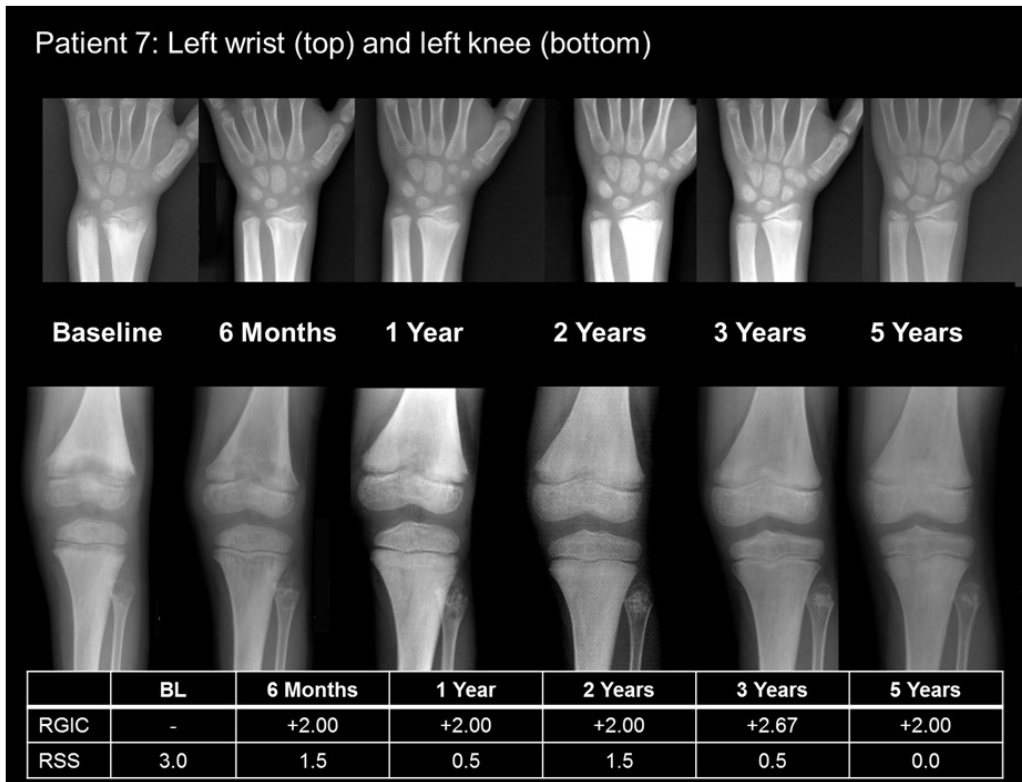 Patient 7: Left wrist (top) and left knee (bottom)
Baseline 6 Months 1 Year 2 Years 3 Years 5 Years
BL 6 Months 1 Year 2 Years 3 Years 5 Years
RGIC - +2.00 +2.00 +2.00 +2.67 +2.00
RSS 3.0 1.5 0.5 1.5 0.5 0.0